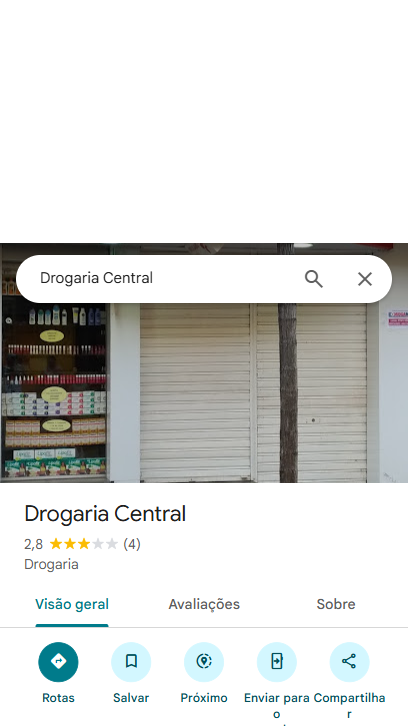 Drogaria Central
Drogaria Central
2,8 (4)
Drogaria
Visão geral
Avaliações
Sobre
Rotas
Salvar
Próximo
Enviar para o
Compartilhar